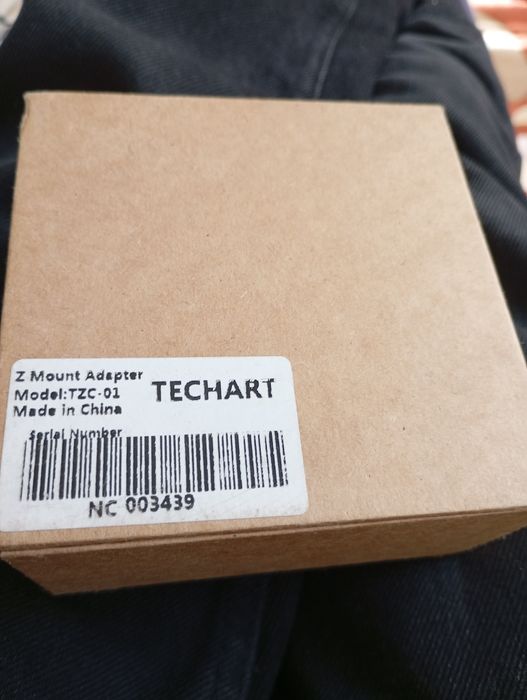 Z Mount Adapter
Model:TZC-01
TECHART
Made in China
Serial Number
NC 003439